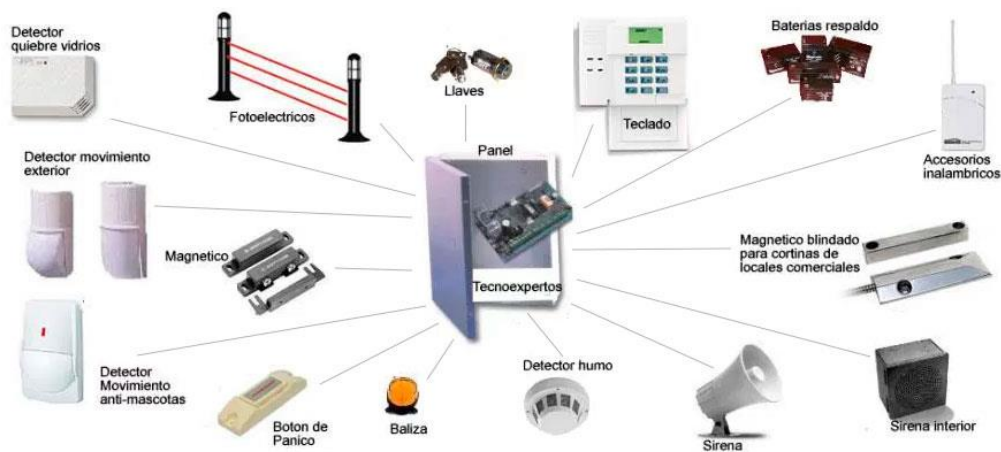 Detector
quiebre vidrios
Fotoelectricos
Llaves
Teclado
Baterias respaldo
Accesorios
inalambricos
Detector movimiento
exterior
Magnetico
Panel
Tecnoexpertos
Magnetico blindado
para cortinas de
locales comerciales
Detector
Movimiento
anti-mascotas
Boton de
Panico
Baliza
Detector humo
Sirena
Sirena interior